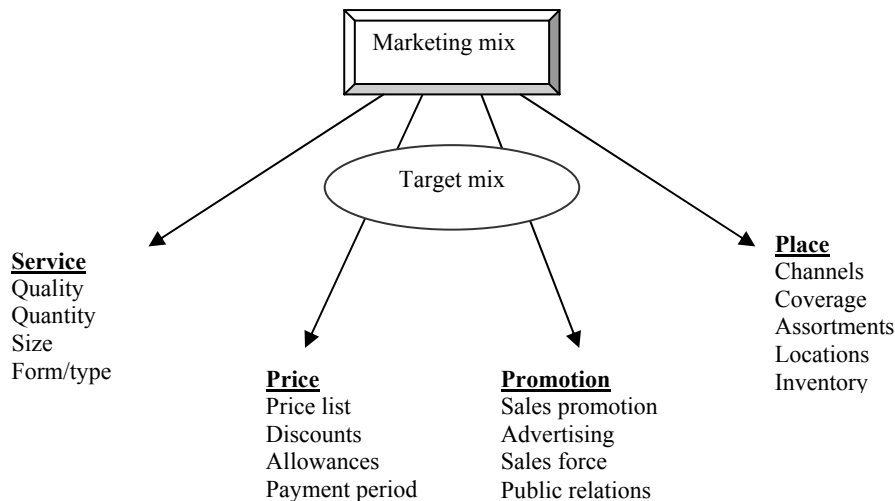 Marketing mix
Target mix
Service
Quality
Quantity
Size
Form/type
Price
Price list
Discounts
Allowances
Payment period
Promotion
Sales promotion
Advertising
Sales force
Public relations
Place
Channels
Coverage
Assortments
Locations
Inventory